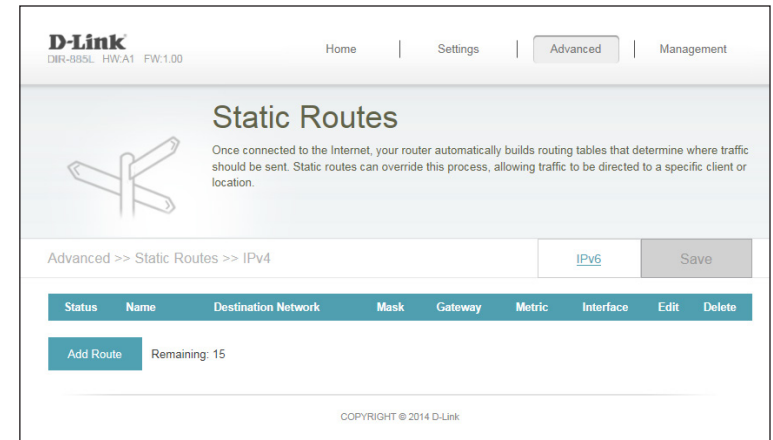 D-Link
DIR-885L HW:A1 FW:1.00
Home
Settings
Advanced
Management
Static Routes
Once connected to the Internet, your router automatically builds routing tables that determine where traffic
should be sent. Static routes can override this process, allowing traffic to be directed to a specific client or
location.
Advanced >> Static Routes >> IPv4
IPv6
Save
Status Name Destination Network Mask Gateway Metric Interface Edit Delete
Add Route Remaining: 15
COPYRIGHT © 2014 D-Link